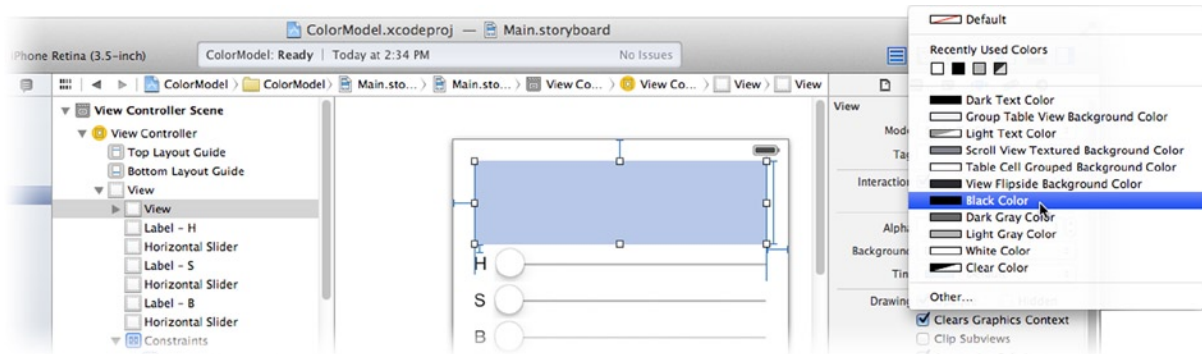 Default
ColorModel.xcodeproj — Main.storyboard
iPhone Retina (3.5-inch)
ColorModel: Ready | Today at 2:34 PM
No Issues
Recently Used Colors
ColorModel
ColorModel
Main.sto...
Main.sto...
View Co...
View Co...
View
View
View Controller Scene
View Controller
Top Layout Guide
Bottom Layout Guide
View
View
Label - H
Horizontal Slider
Label - S
Horizontal Slider
Label - B
Horizontal Slider
Constraints
H
S
B
View
Mode
Tag
Interaction
Alpha
Background
Drawing
Dark Text Color
Group Table View Background Color
Light Text Color
Scroll View Textured Background Color
Table Cell Grouped Background Color
View Flipside Background Color
Black Color
Dark Gray Color
Light Gray Color
White Color
Clear Color
Other...
Hidden
Clears Graphics Context
Clip Subviews